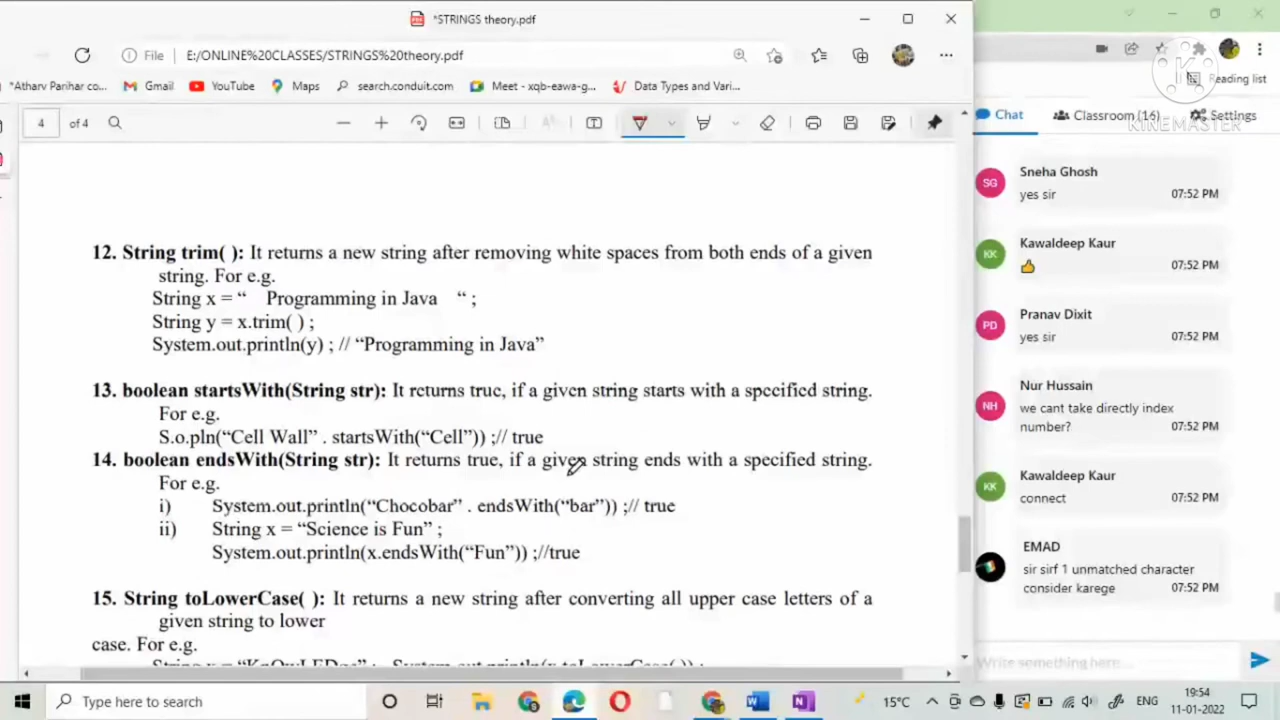 *STRINGS theory.pdf
File
E:/ONLINE%20CLASSES/STRINGS%20theory.pdf
"Atharv Parihar co...
Gmail
YouTube
Maps
search.conduit.com
Meet - xqb-eawa-g...
Data Types and Vari...
Reading list
4 of 4
Chat
Classroom (16)
Settings
KINEMASTER
12. String trim( ): It returns a new string after removing white spaces from both ends of a given
string. For e.g.
String x = “ Programming in Java “ ;
String y = x.trim( ) ;
System.out.println(y) ; // “Programming in Java”
13. boolean startsWith(String str): It returns true, if a given string starts with a specified string.
For e.g.
S.o.pln(“Cell Wall” . startsWith(“Cell”)) ;// true
14. boolean endsWith(String str): It returns true, if a given string ends with a specified string.
For e.g.
i) System.out.println(“Chocobar” . endsWith(“bar”)) ;// true
ii) String x = “Science is Fun” ;
System.out.println(x.endsWith(“Fun”)) ;//true
15. String toLowerCase( ): It returns a new string after converting all upper case letters of a
given string to lower
case. For e.g.
SG
Sneha Ghosh
yes sir 07:52 PM
KK
Kawaldeep Kaur
👍 07:52 PM
PD
Pranav Dixit
yes sir 07:52 PM
NH
Nur Hussain
we cant take directly index
number? 07:52 PM
KK
Kawaldeep Kaur
connect 07:52 PM
EMAD
sir sirf 1 unmatched character
consider karege 07:52 PM
Write something here...
Type here to search
15°C
ENG
19:54
11-01-2022